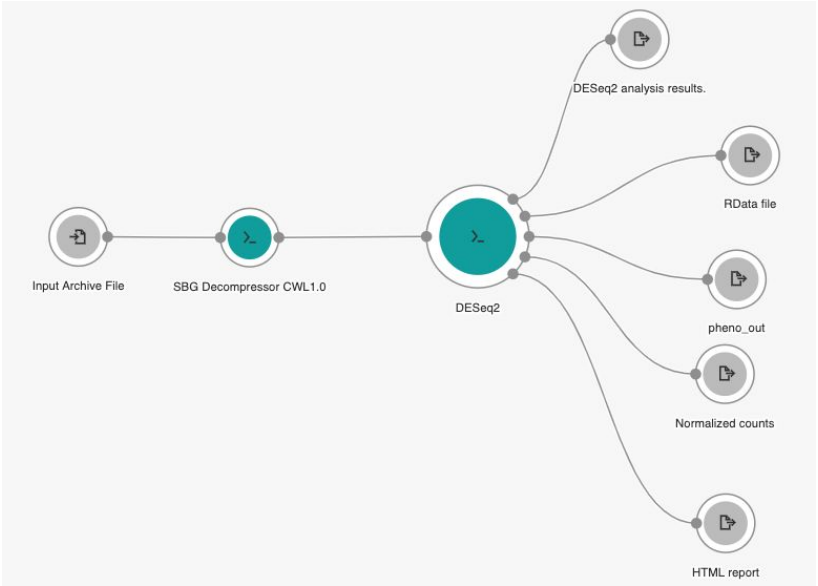 DESeq2 analysis results.
RData file
Input Archive File
SBG Decompressor CWL1.0
DESeq2
pheno_out
Normalized counts
HTML report